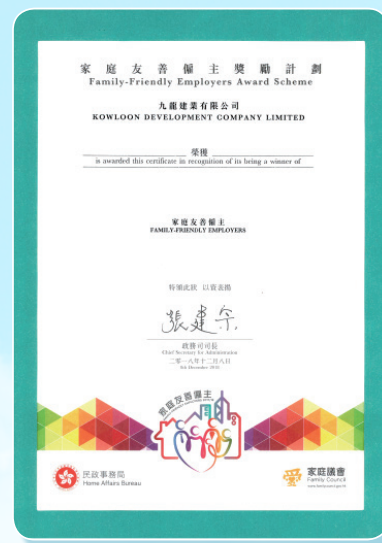 家庭友善僱主獎勵計劃
Family-Friendly Employers Award Scheme
九龍建業有限公司
KOWLOON DEVELOPMENT COMPANY LIMITED
榮獲
is awarded this certificate in recognition of its being a winner of
家庭友善僱主
FAMILY-FRIENDLY EMPLOYERS
特頒此狀 以資表揚
張建宗
政務司司長
Chief Secretary for Administration
二零一八年十二月八日
8th December 2018
家庭友善僱主
民政事務局
Home Affairs Bureau
家庭議會
Family Council